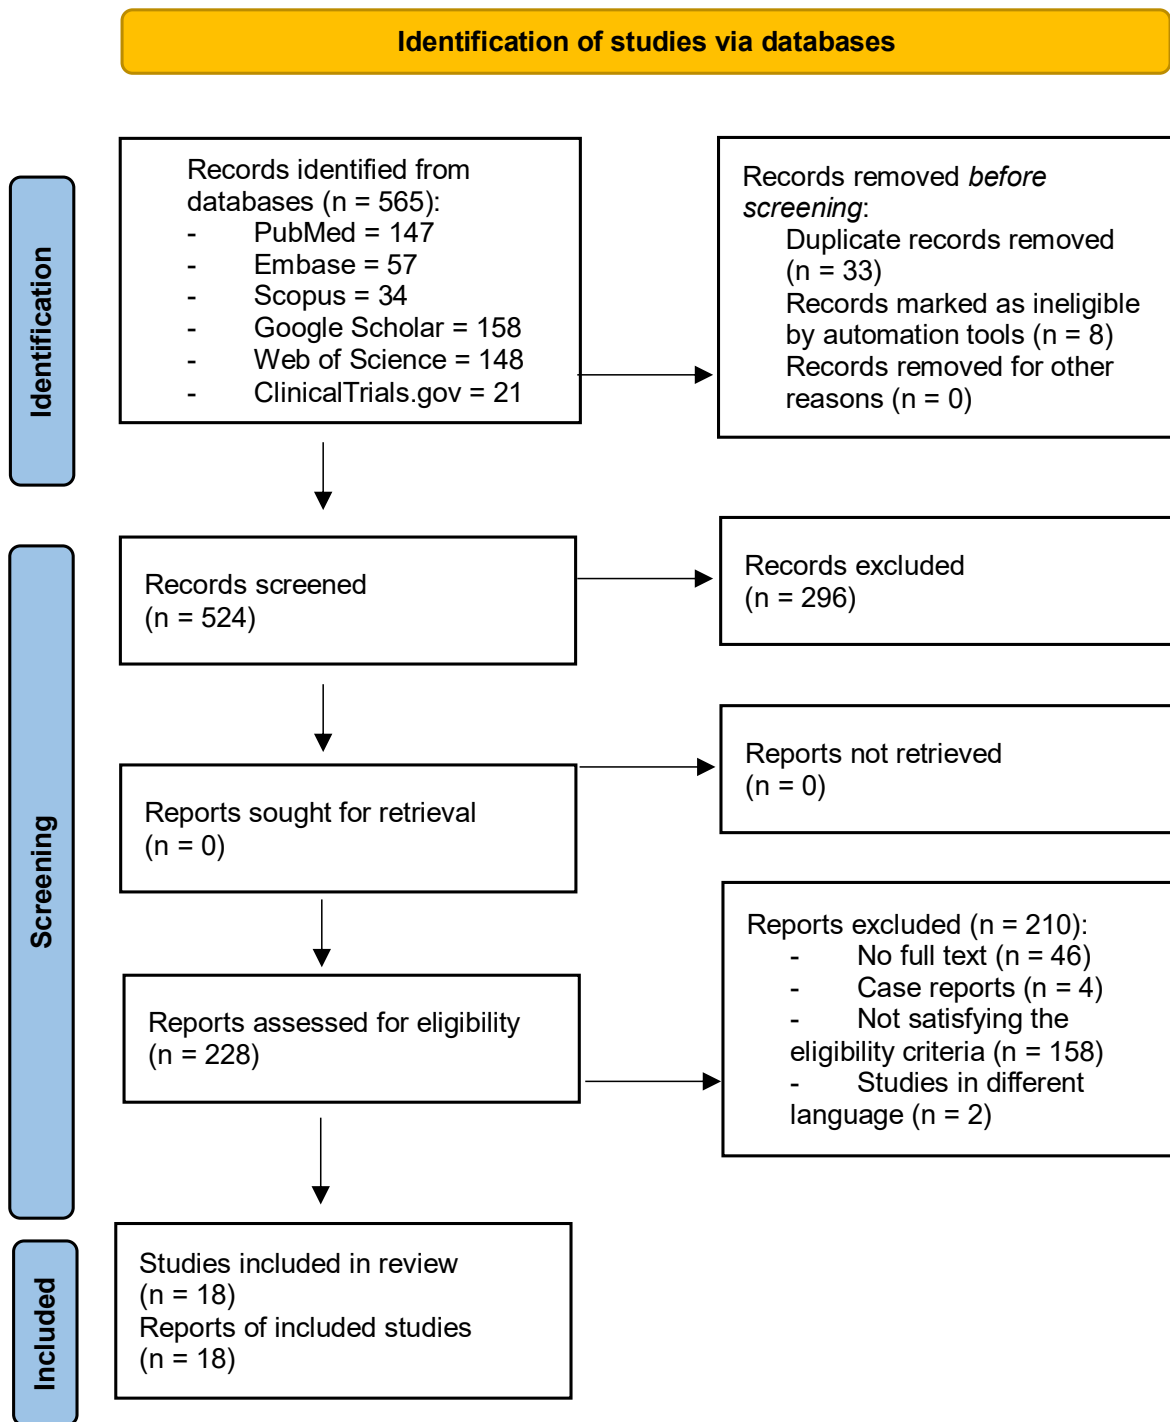 Identification of studies via databases
Identification
Records identified from
databases (n = 565):
- PubMed = 147
- Embase = 57
- Scopus = 34
- Google Scholar = 158
- Web of Science = 148
- ClinicalTrials.gov = 21
Records removed before
screening:
Duplicate records removed
(n = 33)
Records marked as ineligible
by automation tools (n = 8)
Records removed for other
reasons (n = 0)
Screening
Records screened
(n = 524)
Records excluded
(n = 296)
Reports sought for retrieval
(n = 0)
Reports not retrieved
(n = 0)
Reports assessed for eligibility
(n = 228)
Reports excluded (n = 210):
- No full text (n = 46)
- Case reports (n = 4)
- Not satisfying the
eligibility criteria (n = 158)
- Studies in different
language (n = 2)
Included
Studies included in review
(n = 18)
Reports of included studies
(n = 18)